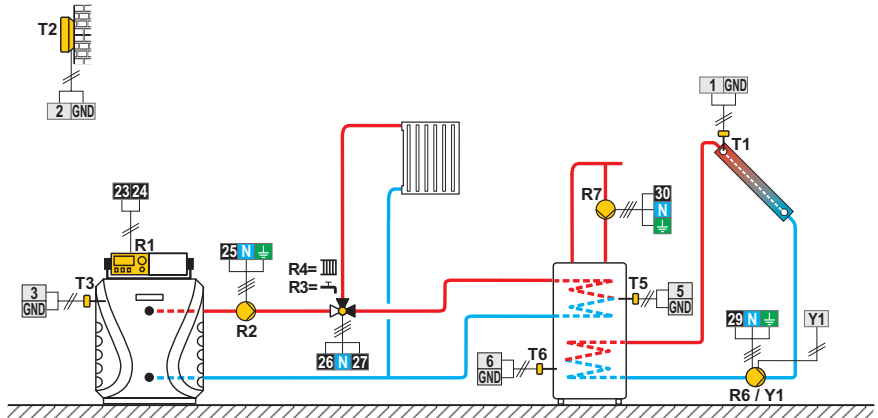 T2
2 GND
1 GND
T1
23 24
R1
T3
3
GND
25 N
R2
R4=
R3=
26 N 27
R7
30
N
T5
5
GND
T6
6
GND
29 N
Y1
R6 / Y1